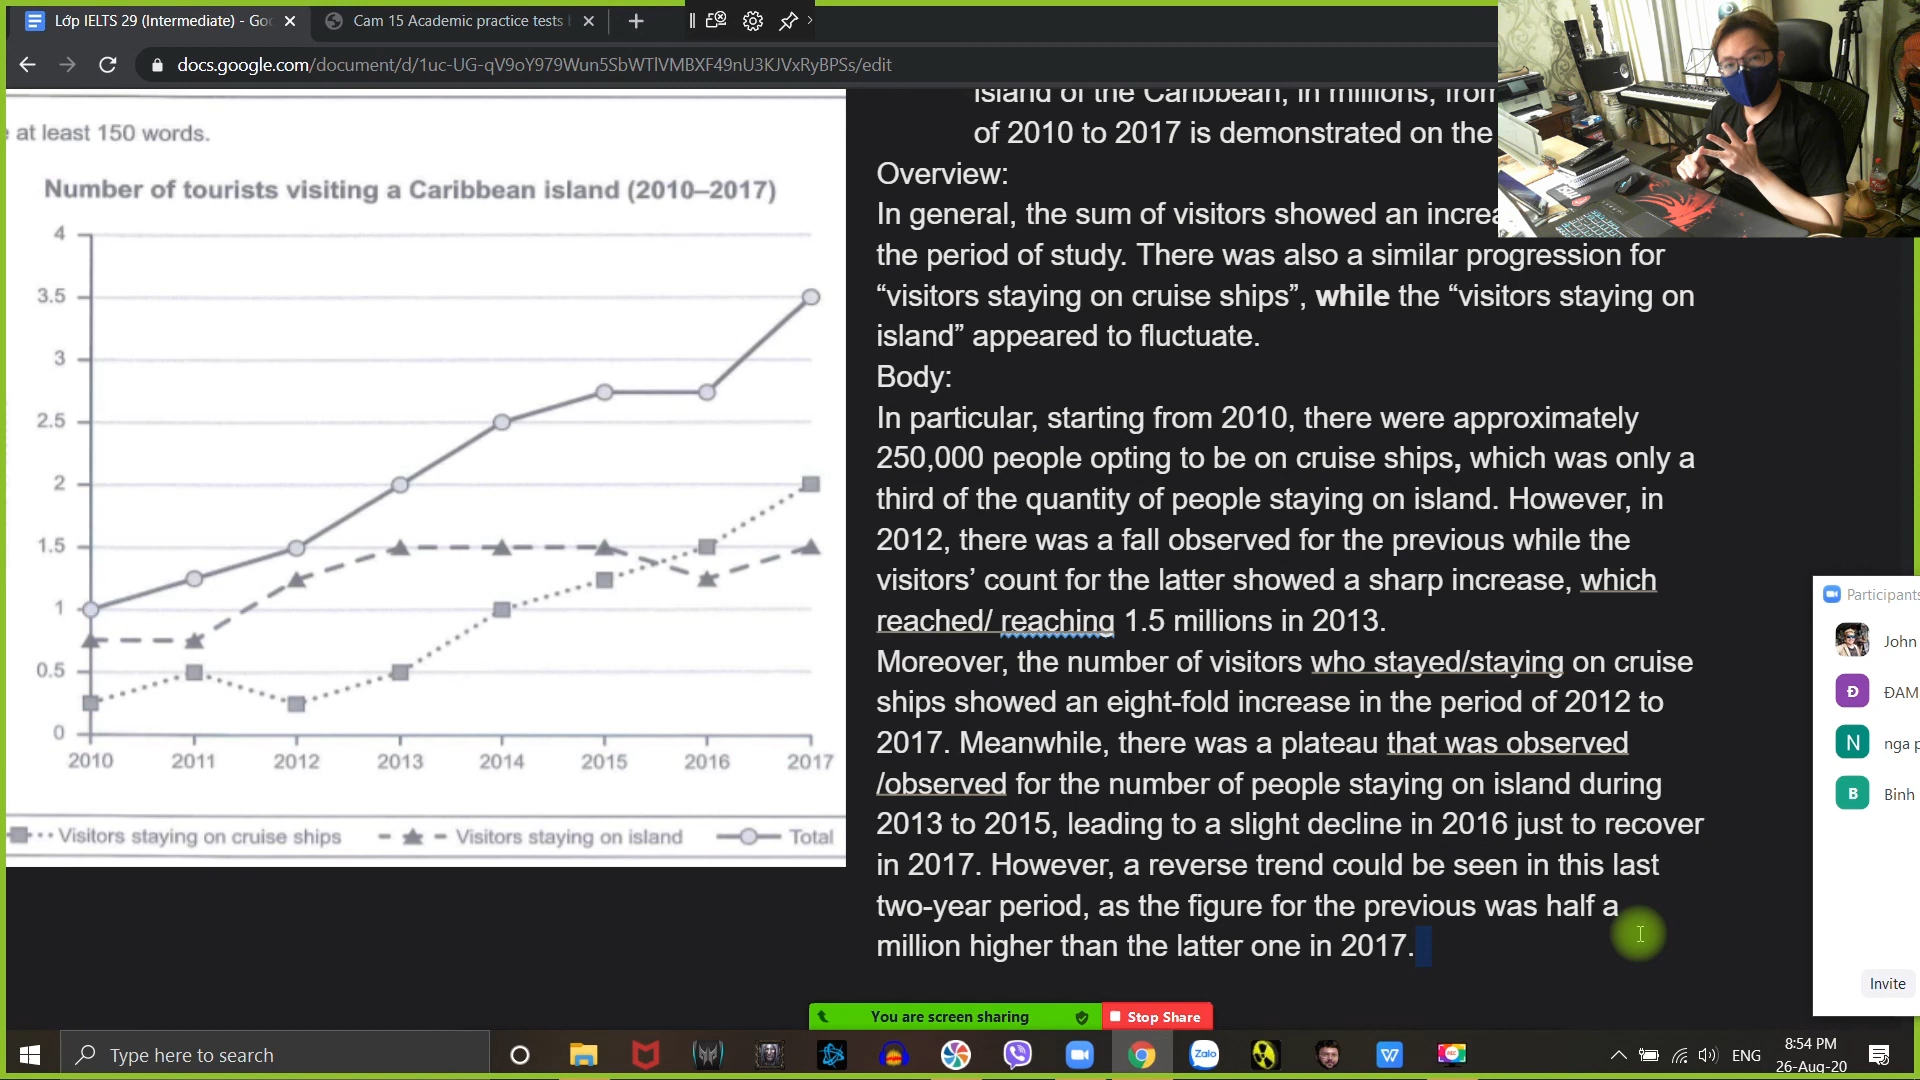 Lớp IELTS 29 (Intermediate) - Goo
Cam 15 Academic practice tests
docs.google.com/document/d/1uc-UG-qV9oY979Wun5SbWTlVMBXF49nU3KJVxRyBPSs/edit
at least 150 words.
Number of tourists visiting a Caribbean island (2010–2017)
4
3.5
3
2.5
2
1.5
1
0.5
0
2010 2011 2012 2013 2014 2015 2016 2017
Visitors staying on cruise ships Visitors staying on island Total
island of the Caribbean, in millions, from
of 2010 to 2017 is demonstrated on the
Overview:
In general, the sum of visitors showed an increa
the period of study. There was also a similar progression for
“visitors staying on cruise ships”, while the “visitors staying on
island” appeared to fluctuate.
Body:
In particular, starting from 2010, there were approximately
250,000 people opting to be on cruise ships, which was only a
third of the quantity of people staying on island. However, in
2012, there was a fall observed for the previous while the
visitors’ count for the latter showed a sharp increase, which
reached/ reaching 1.5 millions in 2013.
Moreover, the number of visitors who stayed/staying on cruise
ships showed an eight-fold increase in the period of 2012 to
2017. Meanwhile, there was a plateau that was observed
/observed for the number of people staying on island during
2013 to 2015, leading to a slight decline in 2016 just to recover
in 2017. However, a reverse trend could be seen in this last
two-year period, as the figure for the previous was half a
million higher than the latter one in 2017.
Participants
John
Đ ĐAM
N nga p
B Binh
Invite
You are screen sharing
Stop Share
Type here to search
Zalo
ENG
8:54 PM
26-Aug-20